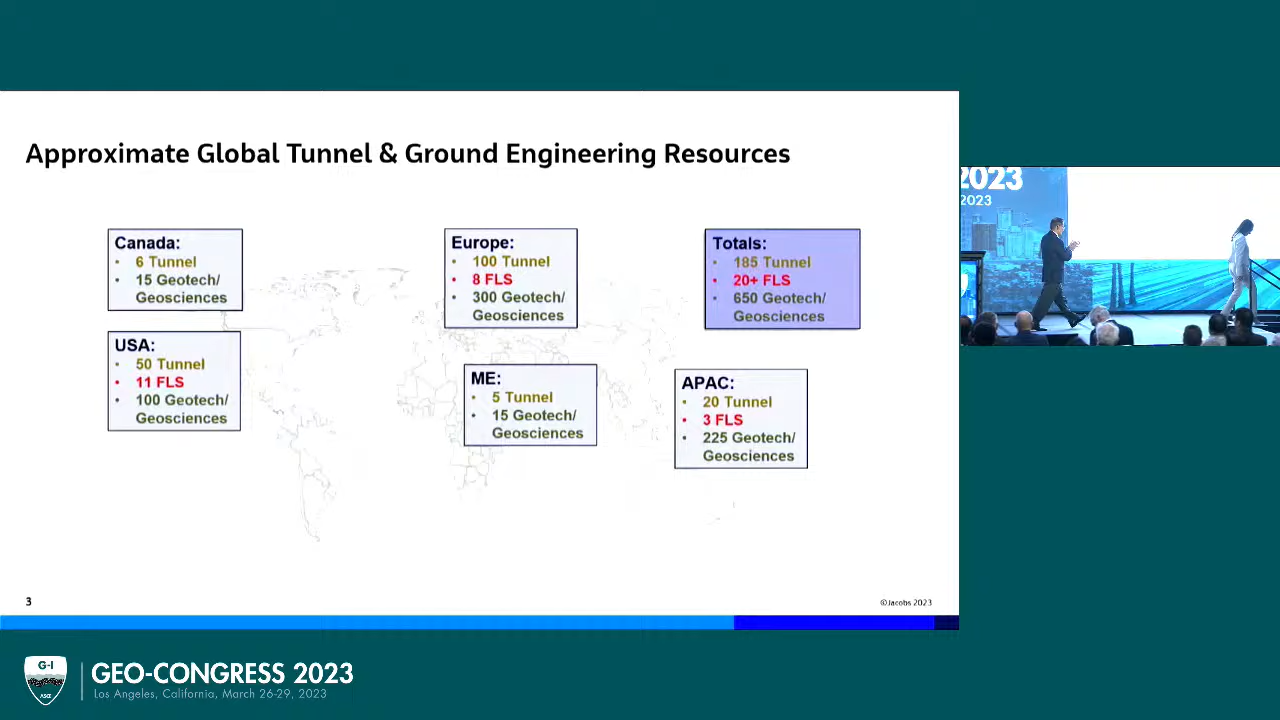 Approximate Global Tunnel & Ground Engineering Resources
Canada:
• 6 Tunnel
• 15 Geotech/
Geosciences
USA:
• 50 Tunnel
• 11 FLS
• 100 Geotech/
Geosciences
Europe:
• 100 Tunnel
• 8 FLS
• 300 Geotech/
Geosciences
ME:
• 5 Tunnel
• 15 Geotech/
Geosciences
Totals:
• 185 Tunnel
• 20+ FLS
• 650 Geotech/
Geosciences
APAC:
• 20 Tunnel
• 3 FLS
• 225 Geotech/
Geosciences
3
©Jacobs 2023
2023
2023
G-I
ASCE
GEO-CONGRESS 2023
Los Angeles, California, March 26-29, 2023